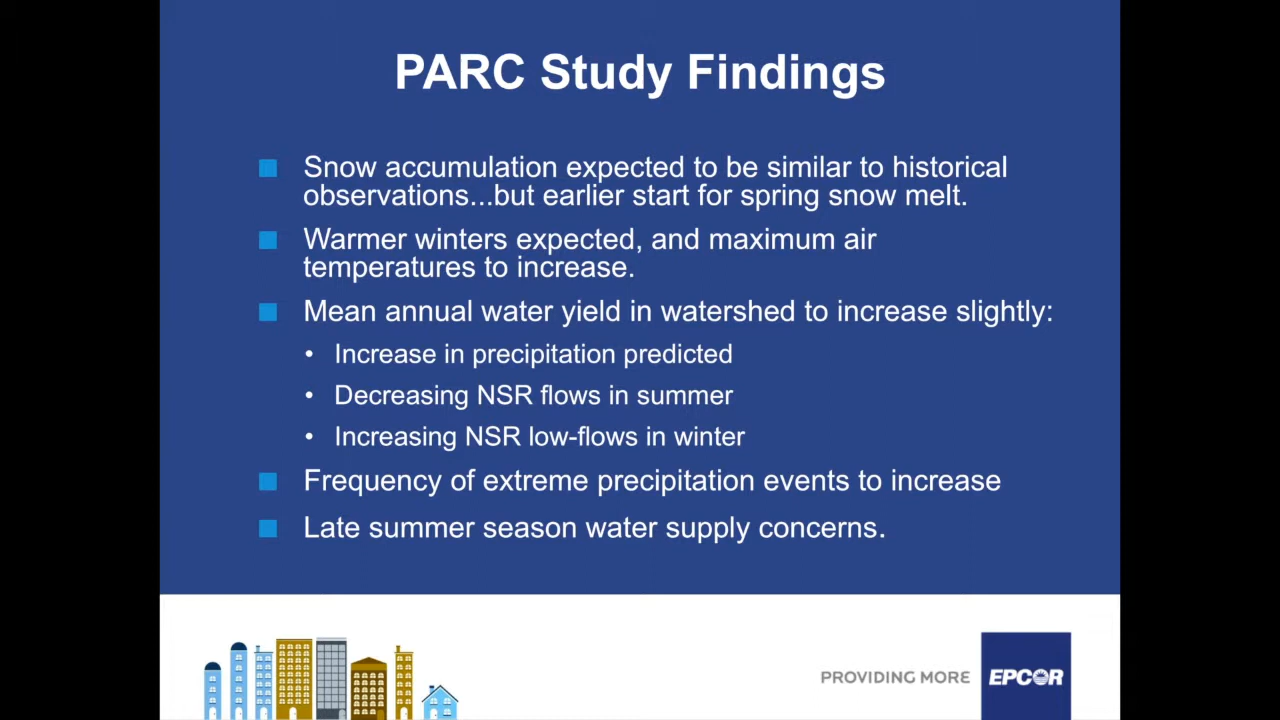 PARC Study Findings
Snow accumulation expected to be similar to historical
observations...but earlier start for spring snow melt.
Warmer winters expected, and maximum air
temperatures to increase.
Mean annual water yield in watershed to increase slightly:
• Increase in precipitation predicted
• Decreasing NSR flows in summer
• Increasing NSR low-flows in winter
Frequency of extreme precipitation events to increase
Late summer season water supply concerns.
PROVIDING MORE
EPCOR